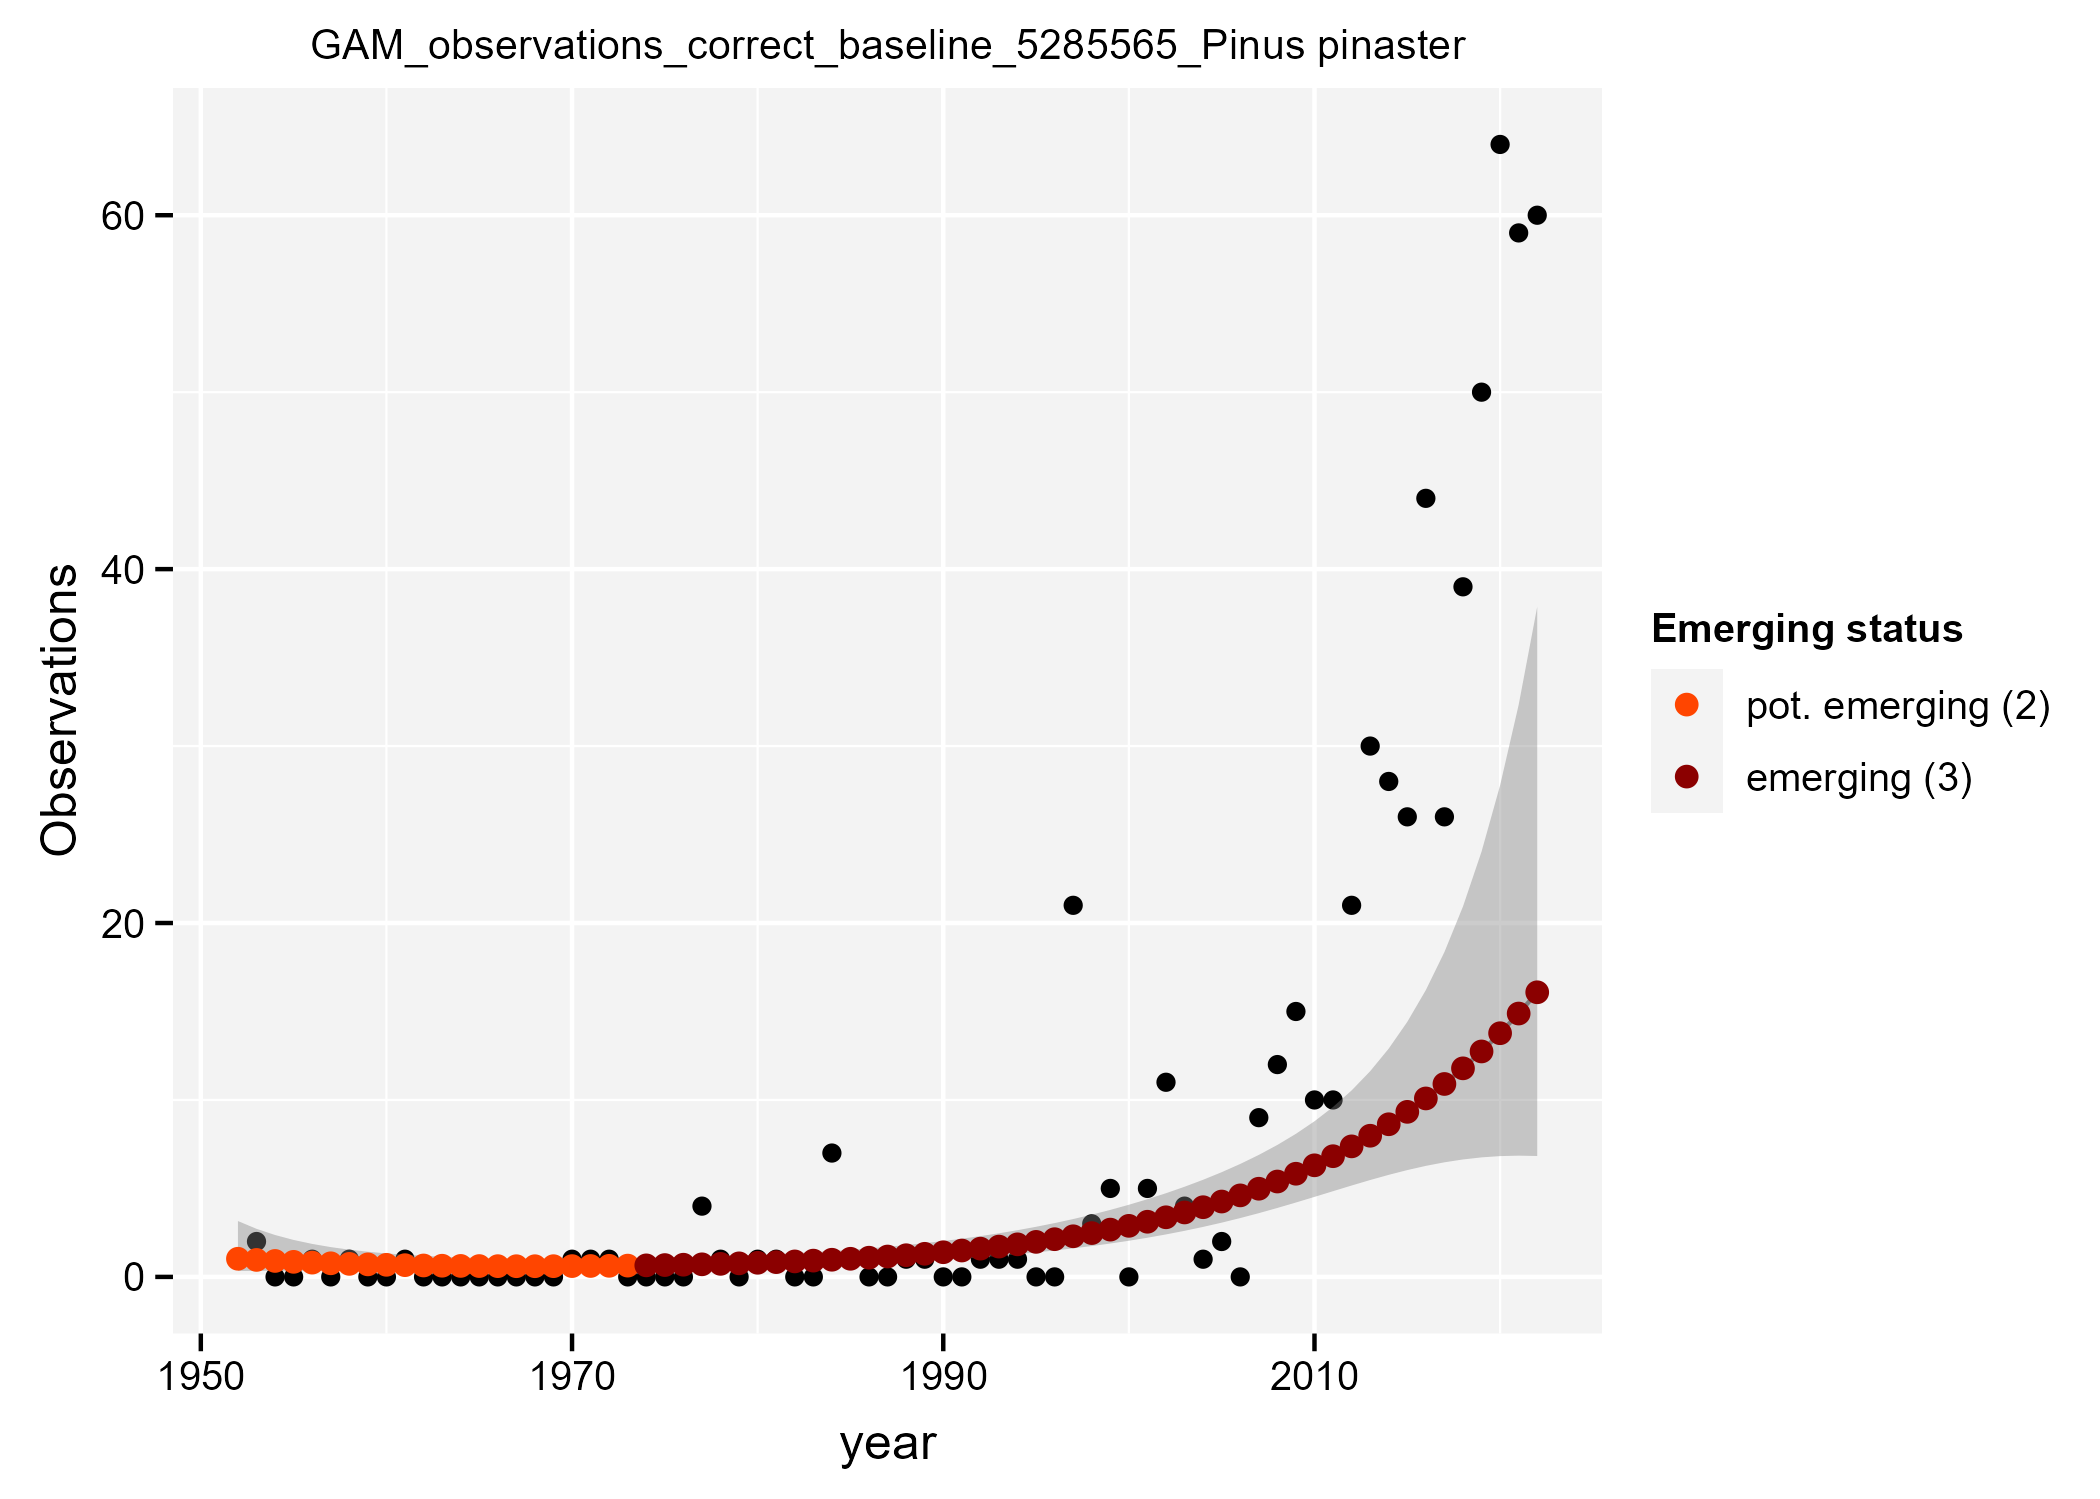 GAM_observations_correct_baseline_5285565_Pinus pinaster
Observations
60
40
20
0
1950 1970 1990 2010
year
Emerging status
pot. emerging (2)
emerging (3)